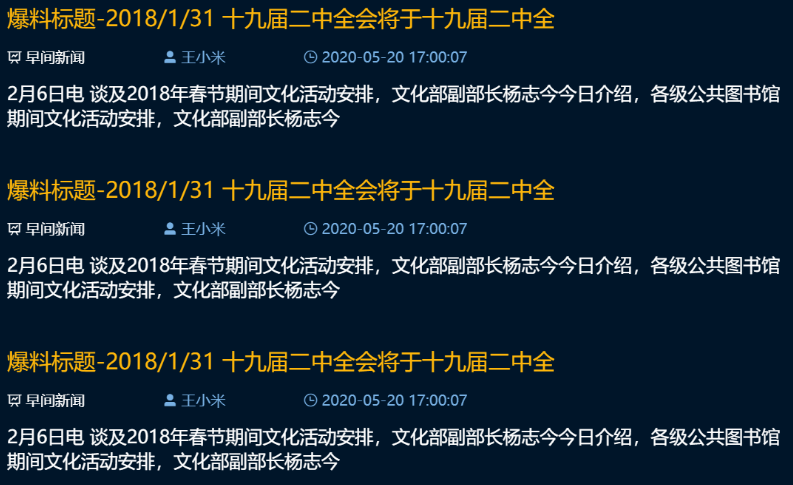 爆料标题-2018/1/31 十九届二中全会将于十九届二中全
早间新闻 王小米 2020-05-20 17:00:07
2月6日电 谈及2018年春节期间文化活动安排，文化部副部长杨志今今日介绍，各级公共图书馆
期间文化活动安排，文化部副部长杨志今
爆料标题-2018/1/31 十九届二中全会将于十九届二中全
早间新闻 王小米 2020-05-20 17:00:07
2月6日电 谈及2018年春节期间文化活动安排，文化部副部长杨志今今日介绍，各级公共图书馆
期间文化活动安排，文化部副部长杨志今
爆料标题-2018/1/31 十九届二中全会将于十九届二中全
早间新闻 王小米 2020-05-20 17:00:07
2月6日电 谈及2018年春节期间文化活动安排，文化部副部长杨志今今日介绍，各级公共图书馆
期间文化活动安排，文化部副部长杨志今